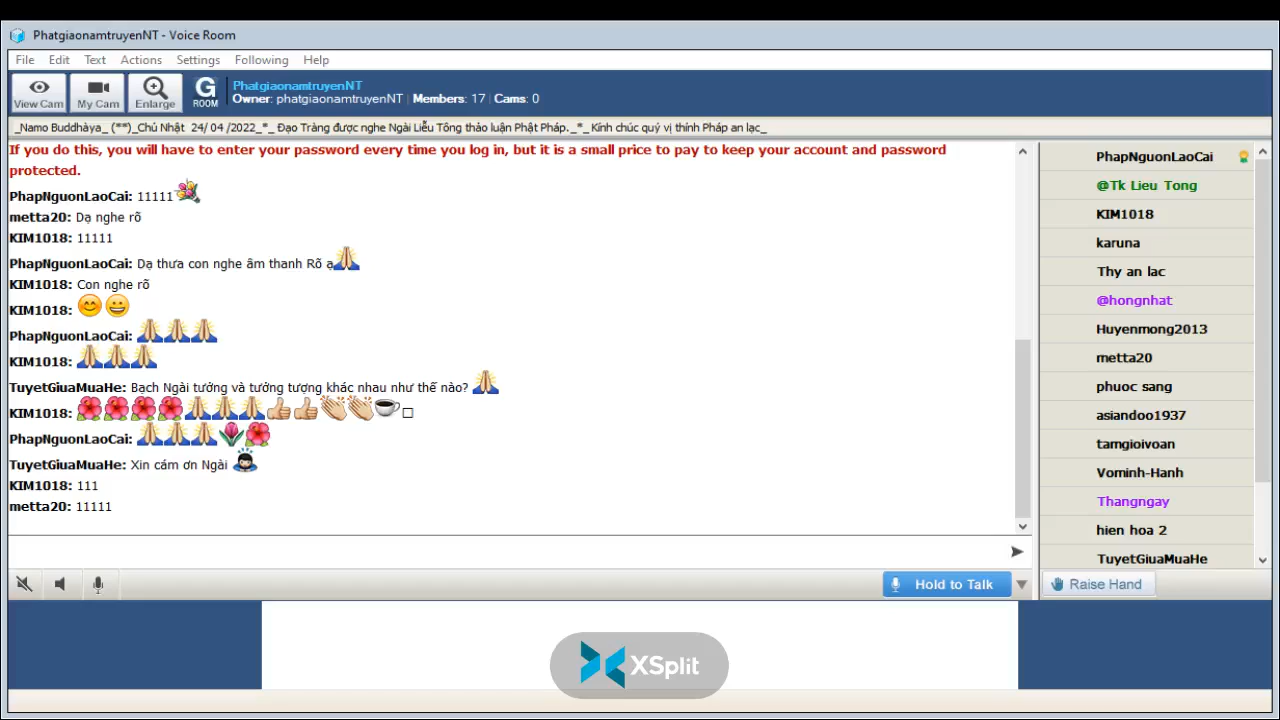 PhatgiaonamtruyenNT - Voice Room
File Edit Text Actions Settings Following Help
View Cam My Cam Enlarge G ROOM
PhatgiaonamtruyenNT
Owner: phatgiaonamtruyenNT | Members: 17 | Cams: 0
_Namo Buddhàya_ (**)_Chủ Nhật 24/ 04 /2022_*_ Đạo Tràng được nghe Ngài Liễu Tông thảo luận Phật Pháp._*_ Kính chúc quý vị thính Pháp an lạc_
If you do this, you will have to enter your password every time you log in, but it is a small price to pay to keep your account and password
protected.
PhapNguonLaoCai: 11111
metta20: Dạ nghe rõ
KIM1018: 11111
PhapNguonLaoCai: Dạ thưa con nghe âm thanh Rõ ạ
KIM1018: Con nghe rõ
KIM1018:
PhapNguonLaoCai:
KIM1018:
TuyetGiuaMuaHe: Bạch Ngài tướng và tưởng tượng khác nhau như thế nào?
KIM1018:
PhapNguonLaoCai:
TuyetGiuaMuaHe: Xin cám ơn Ngài
KIM1018: 111
metta20: 11111
PhapNguonLaoCai
@Tk Lieu Tong
KIM1018
karuna
Thy an lac
@hongnhat
Huyenmong2013
metta20
phuoc sang
asiandoo1937
tamgioivoan
Vominh-Hanh
Thangngay
hien hoa 2
TuyetGiuaMuaHe
Hold to Talk
Raise Hand
XSplit